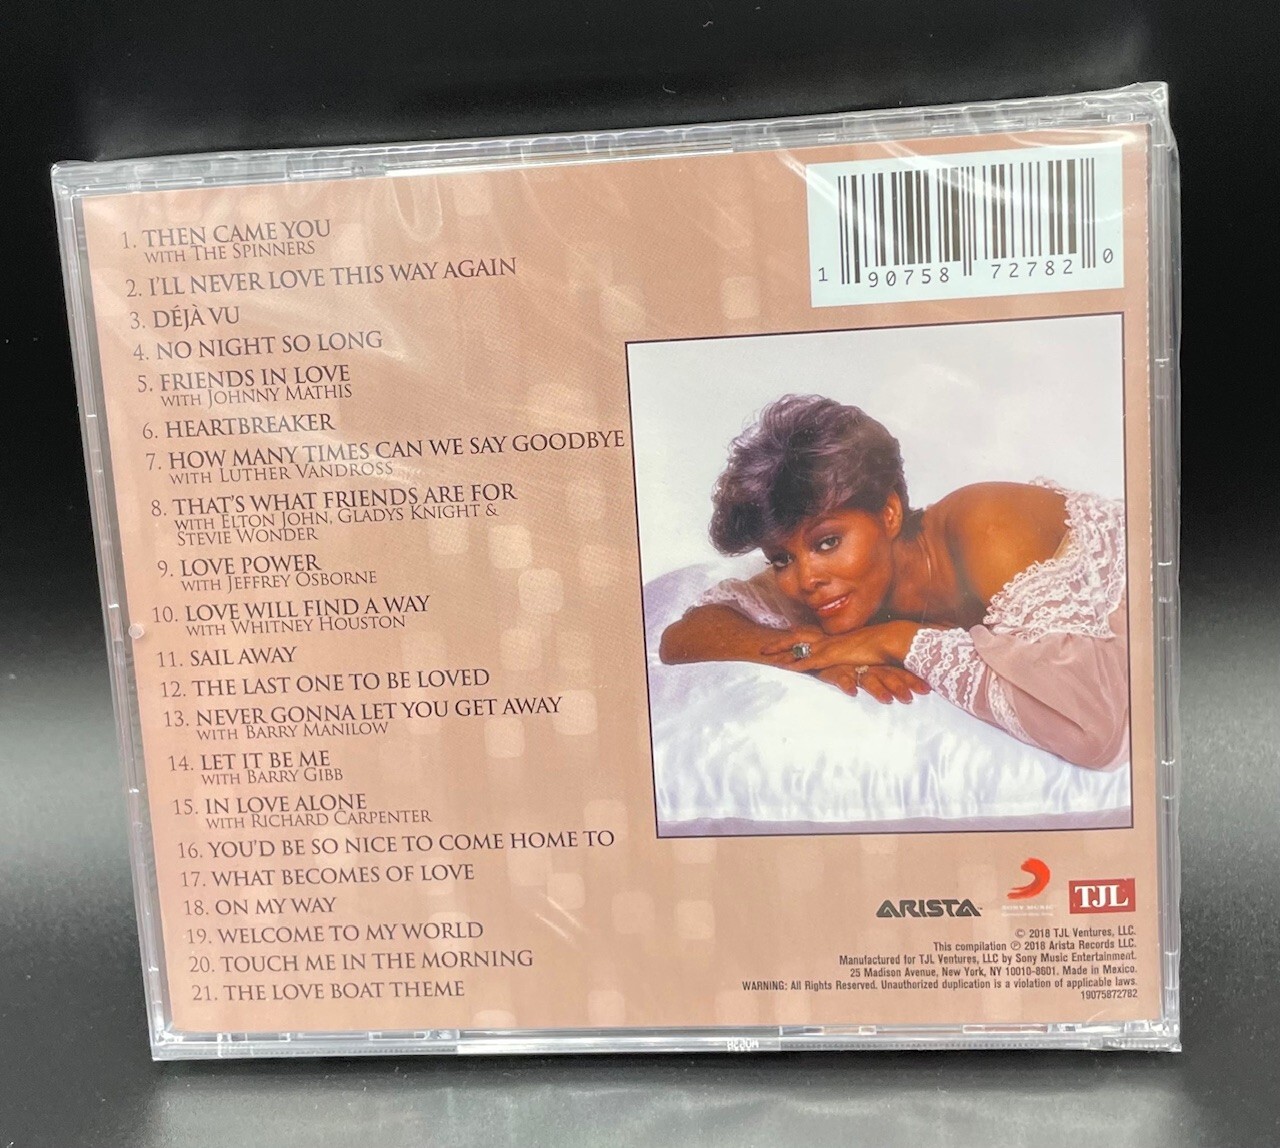 1. THEN CAME YOU
WITH THE SPINNERS
2. I'LL NEVER LOVE THIS WAY AGAIN
3. DÉJÀ VU
4. NO NIGHT SO LONG
5. FRIENDS IN LOVE
WITH JOHNNY MATHIS
6. HEARTBREAKER
7. HOW MANY TIMES CAN WE SAY GOODBYE
WITH LUTHER VANDROSS
8. THAT'S WHAT FRIENDS ARE FOR
WITH ELTON JOHN, GLADYS KNIGHT &
STEVIE WONDER
9. LOVE POWER
WITH JEFFREY OSBORNE
10. LOVE WILL FIND A WAY
WITH WHITNEY HOUSTON
11. SAIL AWAY
12. THE LAST ONE TO BE LOVED
13. NEVER GONNA LET YOU GET AWAY
WITH BARRY MANILOW
14. LET IT BE ME
WITH BARRY GIBB
15. IN LOVE ALONE
WITH RICHARD CARPENTER
16. YOU'D BE SO NICE TO COME HOME TO
17. WHAT BECOMES OF LOVE
18. ON MY WAY
19. WELCOME TO MY WORLD
20. TOUCH ME IN THE MORNING
21. THE LOVE BOAT THEME
1 90758 72782 0
ARISTA
SONY MUSIC
TJL
© 2018 TJL Ventures, LLC.
This compilation ℗ 2018 Arista Records LLC.
Manufactured for TJL Ventures, LLC by Sony Music Entertainment.
25 Madison Avenue, New York, NY 10010-8601. Made in Mexico.
WARNING: All Rights Reserved. Unauthorized duplication is a violation of applicable laws.
19075872782